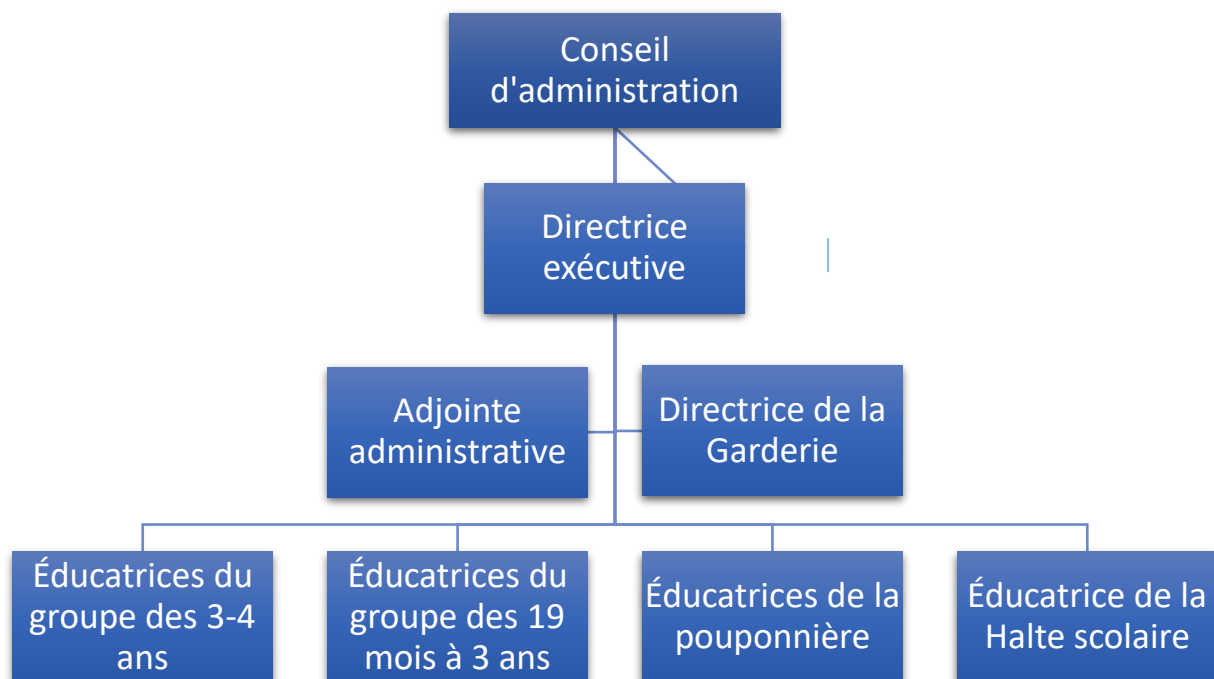 Conseil
d'administration
Directrice
exécutive
Adjointe
administrative
Directrice de la
Garderie
Éducatrices du
groupe des 3-4
ans
Éducatrices du
groupe des 19
mois à 3 ans
Éducatrices de la
pouponnière
Éducatrice de la
Halte scolaire